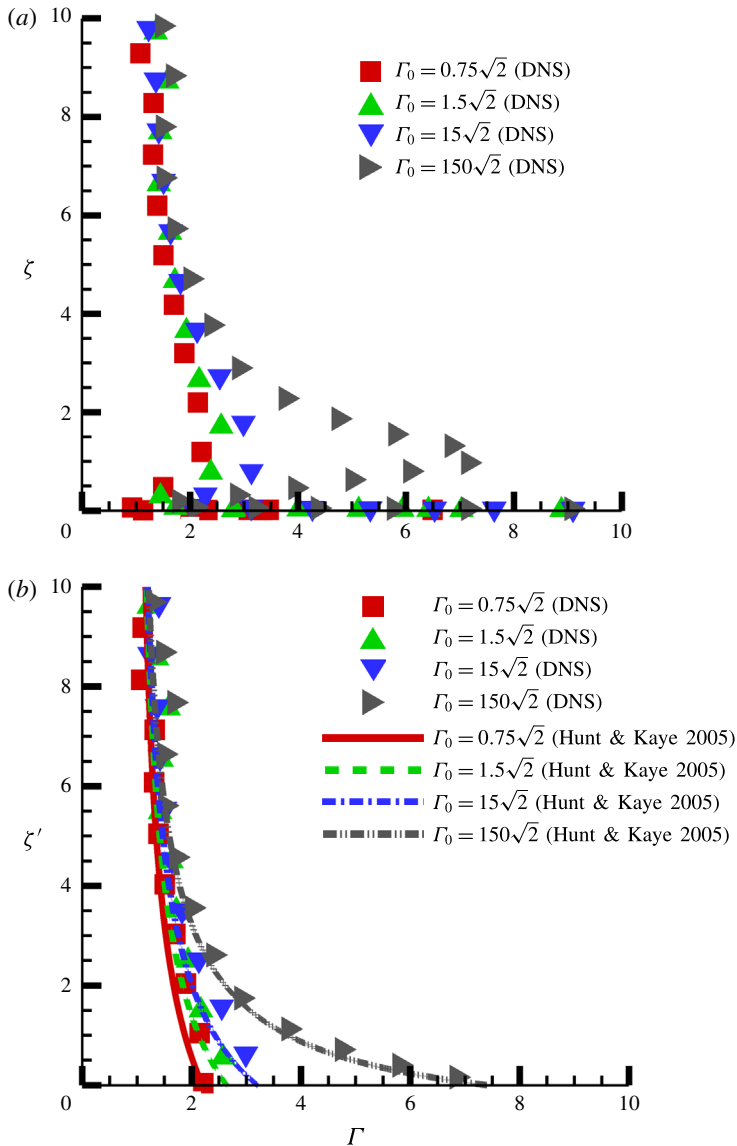 (a)
10
8
6
4
2
0
2
4
6
8
10
ζ
Γ₀ = 0.75√2 (DNS)
Γ₀ = 1.5√2 (DNS)
Γ₀ = 15√2 (DNS)
Γ₀ = 150√2 (DNS)
(b)
10
8
6
4
2
0
2
4
6
8
10
ζ′
Γ
Γ₀ = 0.75√2 (DNS)
Γ₀ = 1.5√2 (DNS)
Γ₀ = 15√2 (DNS)
Γ₀ = 150√2 (DNS)
Γ₀ = 0.75√2 (Hunt & Kaye 2005)
Γ₀ = 1.5√2 (Hunt & Kaye 2005)
Γ₀ = 15√2 (Hunt & Kaye 2005)
Γ₀ = 150√2 (Hunt & Kaye 2005)